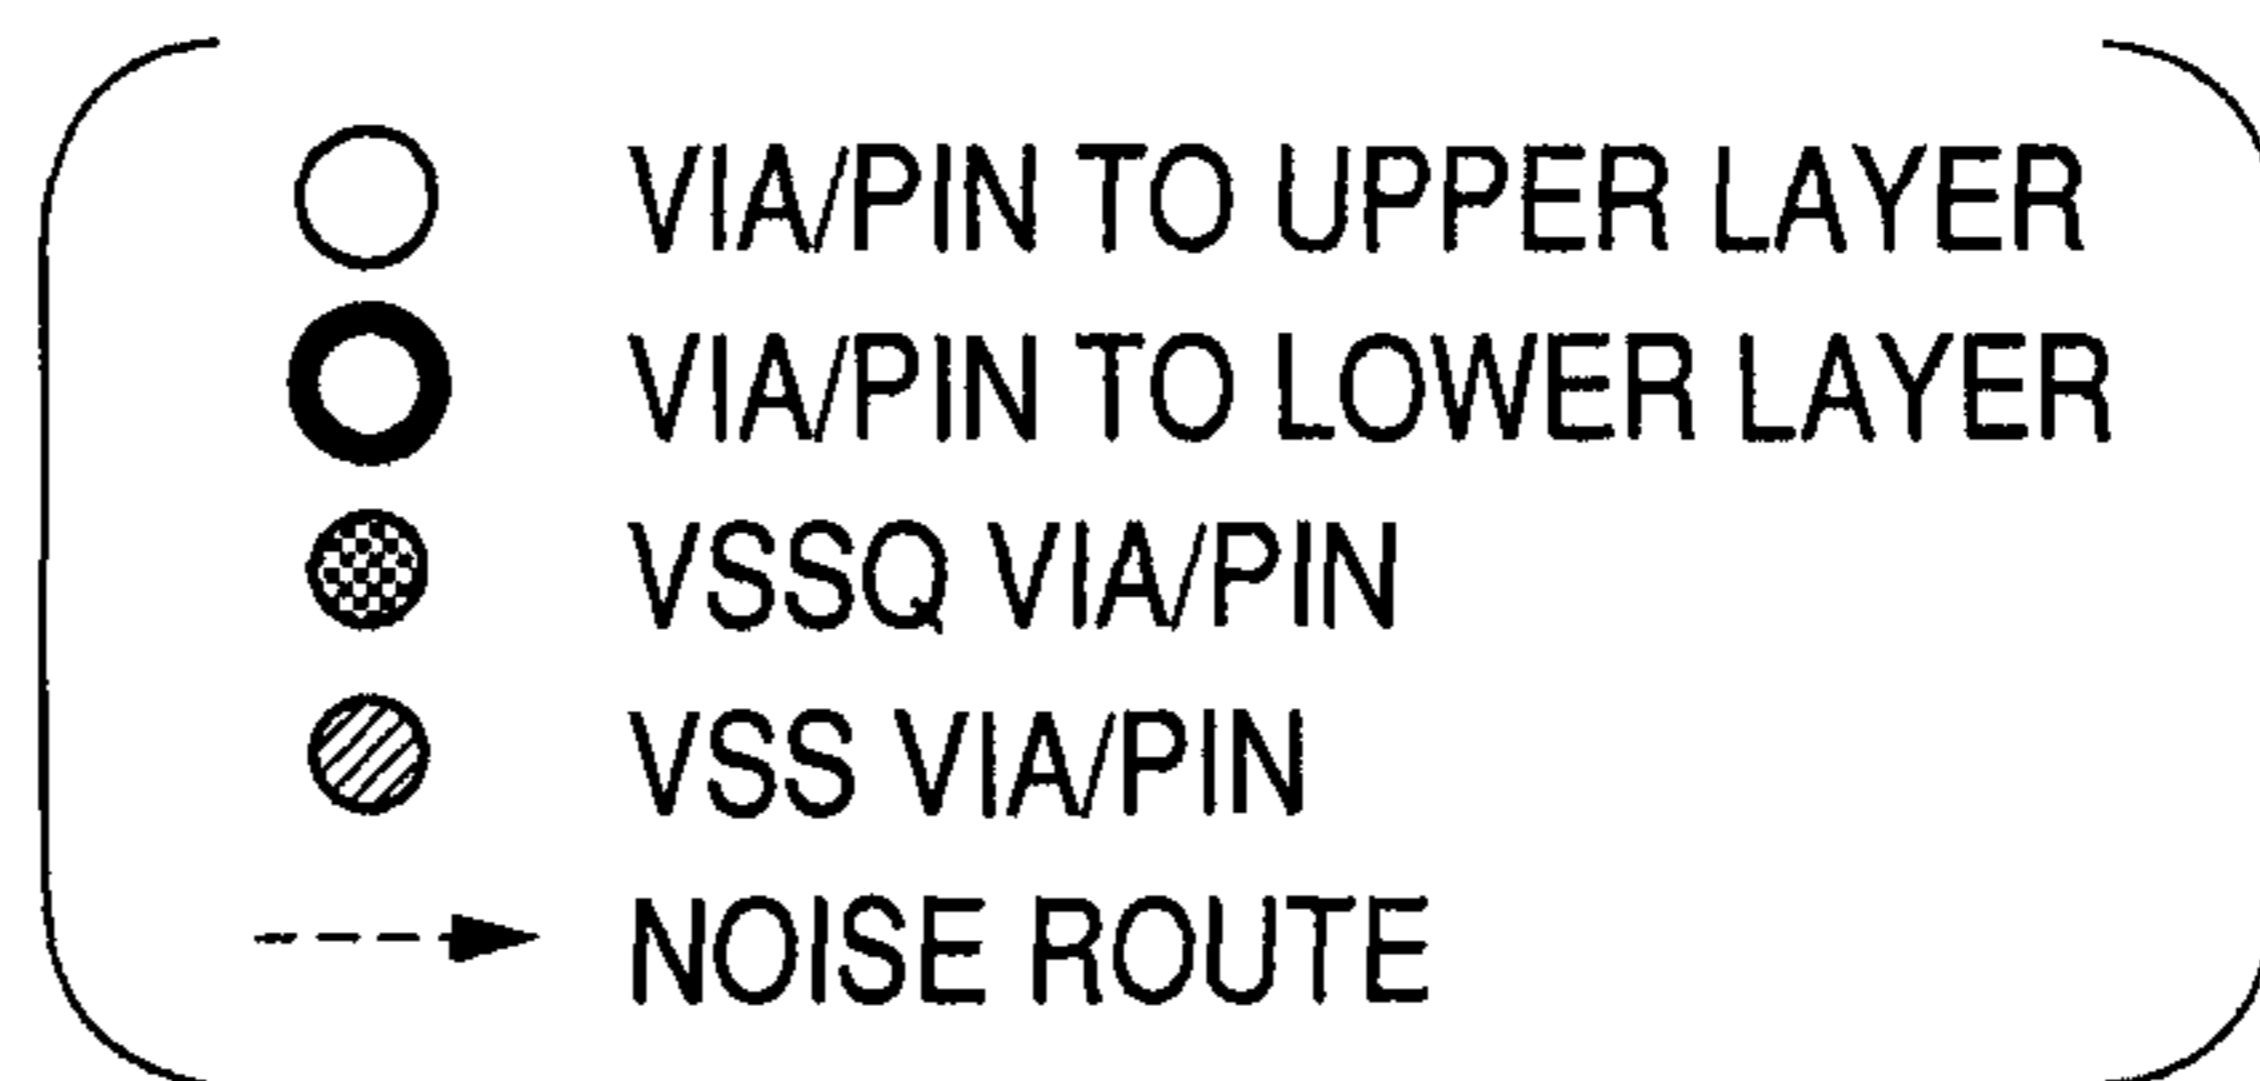 VIA/PIN TO UPPER LAYER
VIA/PIN TO LOWER LAYER
VSSQ VIA/PIN
VSS VIA/PIN
NOISE ROUTE